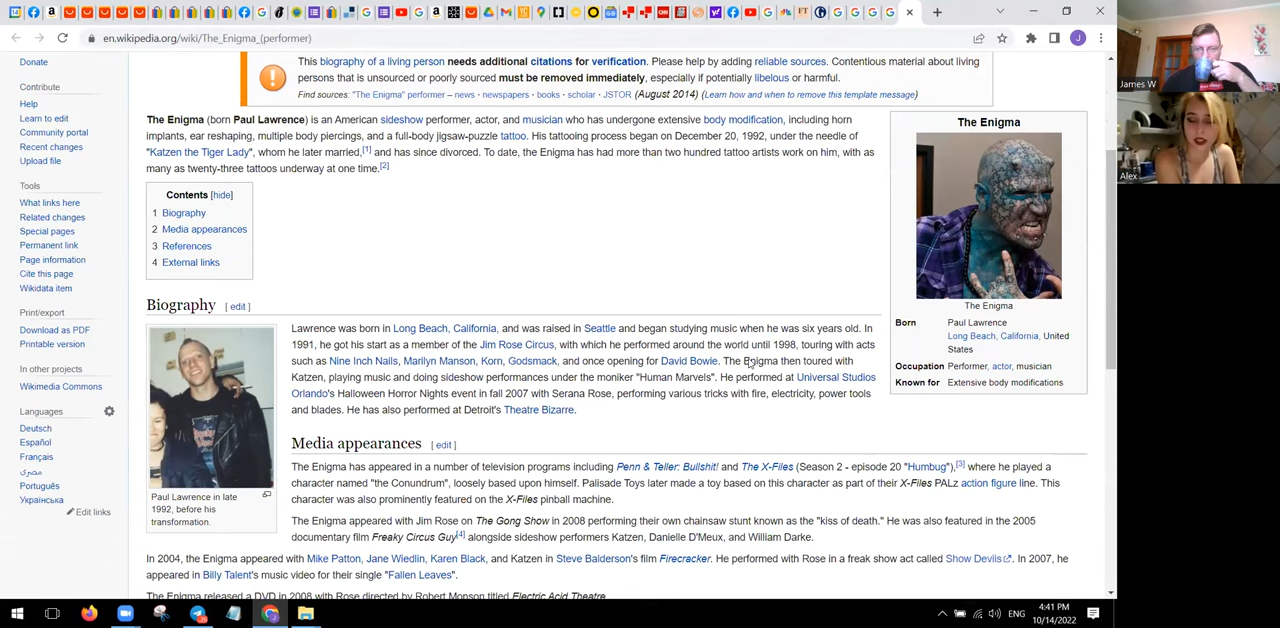 en.wikipedia.org/wiki/The_Enigma_(performer)
J
Donate
Contribute
Help
Learn to edit
Community portal
Recent changes
Upload file
Tools
What links here
Related changes
Special pages
Permanent link
Page information
Cite this page
Wikidata item
Print/export
Download as PDF
Printable version
In other projects
Wikimedia Commons
Languages
Deutsch
Español
Français
مصرى
Português
Українська
Edit links
This biography of a living person needs additional citations for verification. Please help by adding reliable sources. Contentious material about living
persons that is unsourced or poorly sourced must be removed immediately, especially if potentially libelous or harmful.
Find sources: "The Enigma" performer – news · newspapers · books · scholar · JSTOR (August 2014) (Learn how and when to remove this template message)
The Enigma (born Paul Lawrence) is an American sideshow performer, actor, and musician who has undergone extensive body modification, including horn
implants, ear reshaping, multiple body piercings, and a full-body jigsaw-puzzle tattoo. His tattooing process began on December 20, 1992, under the needle of
"Katzen the Tiger Lady", whom he later married,[1] and has since divorced. To date, the Enigma has had more than two hundred tattoo artists work on him, with as
many as twenty-three tattoos underway at one time.[2]
Contents [hide]
1 Biography
2 Media appearances
3 References
4 External links
The Enigma
The Enigma
Born Paul Lawrence
Long Beach, California, United
States
Occupation Performer, actor, musician
Known for Extensive body modifications
Biography [ edit ]
Paul Lawrence in late
1992, before his
transformation.
Lawrence was born in Long Beach, California, and was raised in Seattle and began studying music when he was six years old. In
1991, he got his start as a member of the Jim Rose Circus, with which he performed around the world until 1998, touring with acts
such as Nine Inch Nails, Marilyn Manson, Korn, Godsmack, and once opening for David Bowie. The Enigma then toured with
Katzen, playing music and doing sideshow performances under the moniker "Human Marvels". He performed at Universal Studios
Orlando's Halloween Horror Nights event in fall 2007 with Serana Rose, performing various tricks with fire, electricity, power tools
and blades. He has also performed at Detroit's Theatre Bizarre.
Media appearances [ edit ]
The Enigma has appeared in a number of television programs including Penn & Teller: Bullshit! and The X-Files (Season 2 - episode 20 "Humbug"),[3] where he played a
character named "the Conundrum", loosely based upon himself. Palisade Toys later made a toy based on this character as part of their X-Files PALz action figure line. This
character was also prominently featured on the X-Files pinball machine.
The Enigma appeared with Jim Rose on The Gong Show in 2008 performing their own chainsaw stunt known as the "kiss of death." He was also featured in the 2005
documentary film Freaky Circus Guy[4] alongside sideshow performers Katzen, Danielle D'Meux, and William Darke.
In 2004, the Enigma appeared with Mike Patton, Jane Wiedlin, Karen Black, and Katzen in Steve Balderson's film Firecracker. He performed with Rose in a freak show act called Show Devils. In 2007, he
appeared in Billy Talent's music video for their single "Fallen Leaves".
The Enigma released a DVD in 2008 with Rose directed by Robert Monson titled Electric Acid Theatre.
James W
Alex
ENG
4:41 PM
10/14/2022